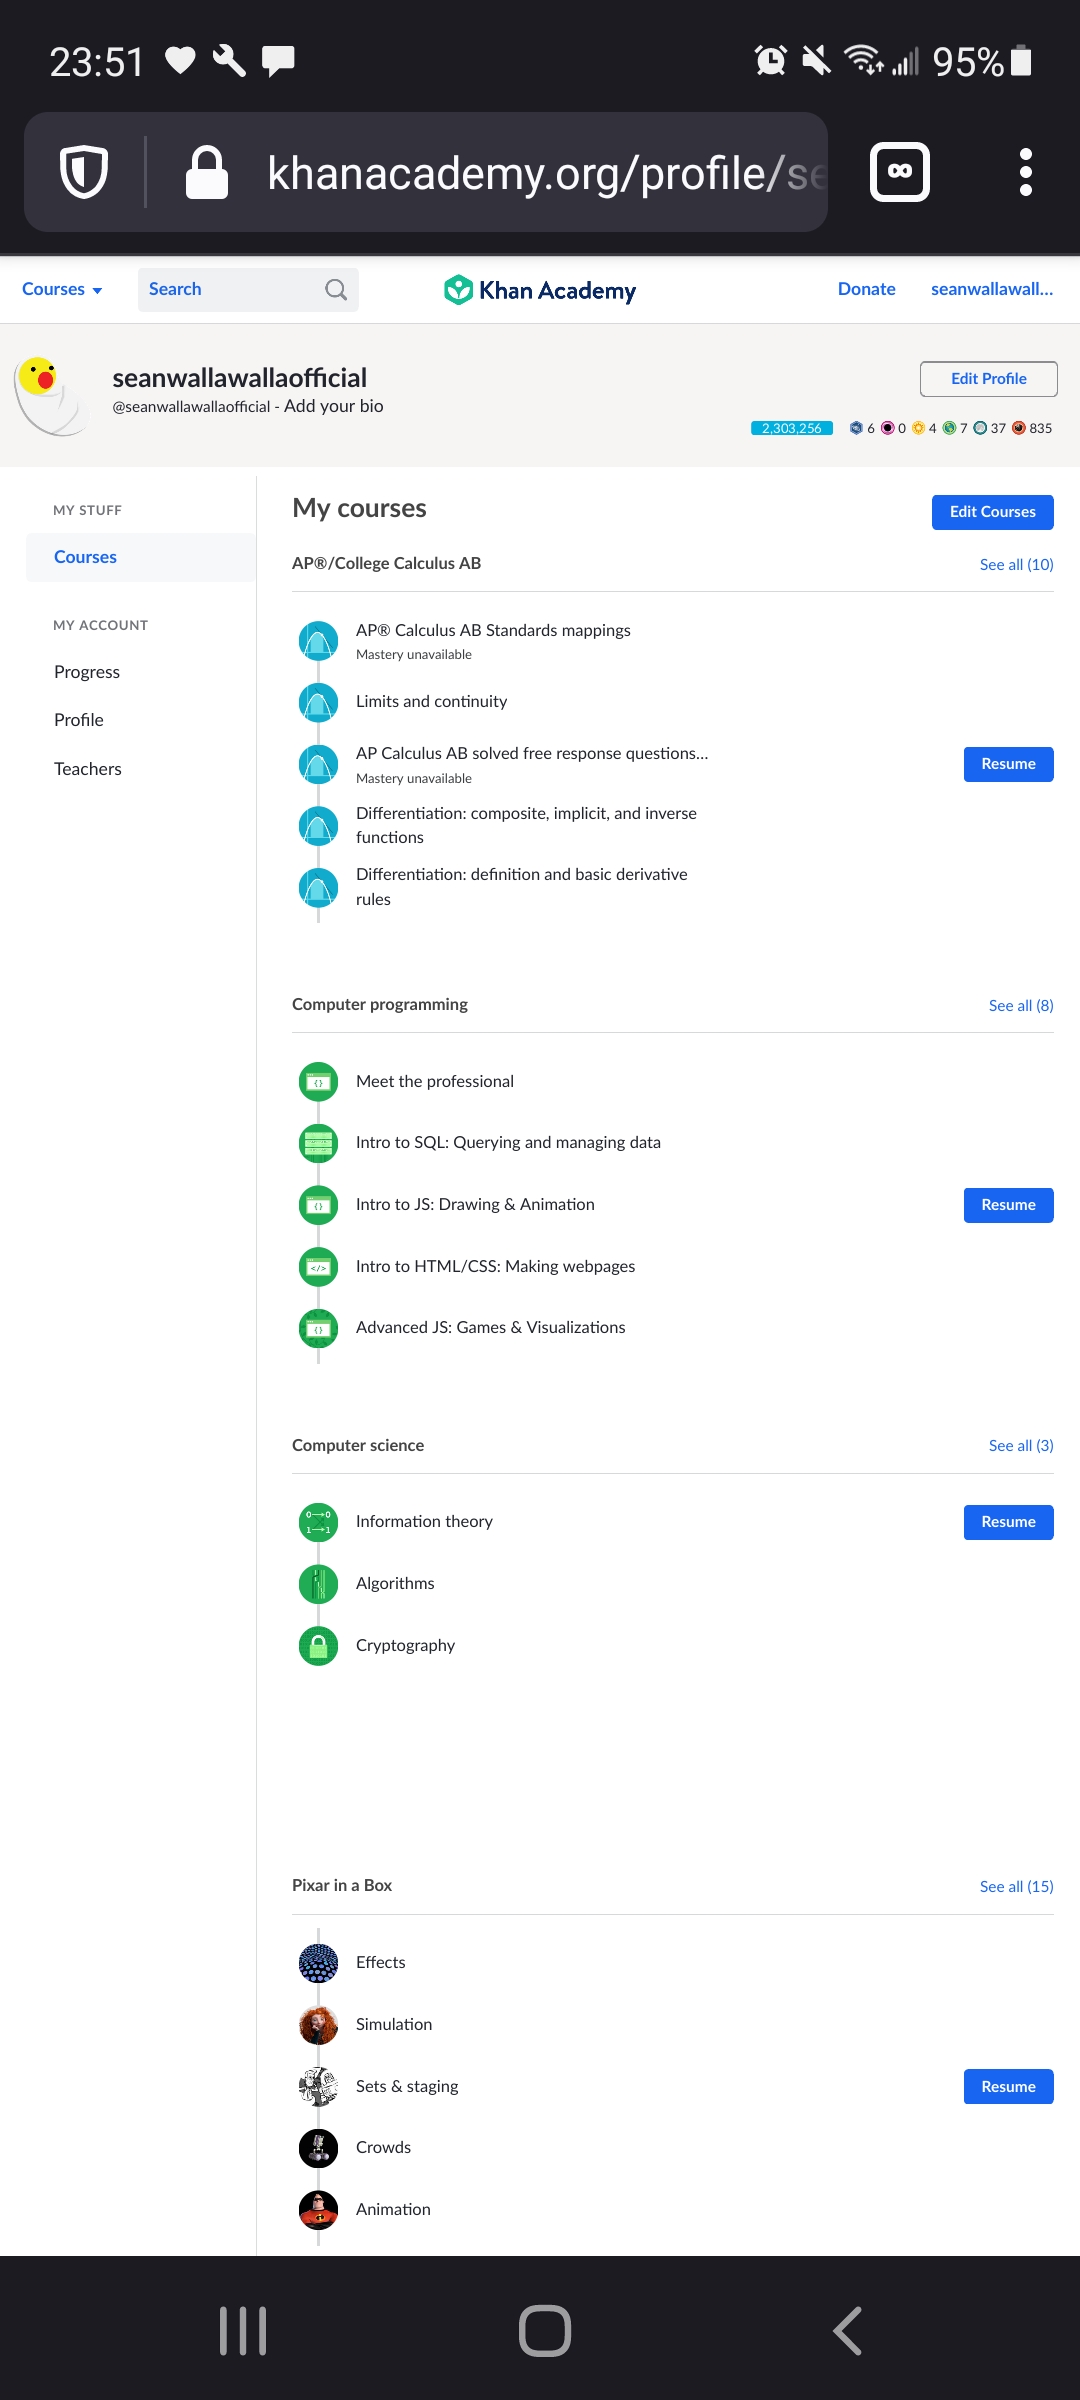 23:51
95%
khanacademy.org/profile/se
Courses
Search
Khan Academy
Donate
seanwallawall...
seanwallawallaofficial
@seanwallawallaofficial - Add your bio
Edit Profile
2,303,256 6 0 4 7 37 835
MY STUFF
Courses
MY ACCOUNT
Progress
Profile
Teachers
My courses
Edit Courses
AP®/College Calculus AB
See all (10)
AP® Calculus AB Standards mappings
Mastery unavailable
Limits and continuity
AP Calculus AB solved free response questions...
Mastery unavailable
Resume
Differentiation: composite, implicit, and inverse
functions
Differentiation: definition and basic derivative
rules
Computer programming
See all (8)
Meet the professional
Intro to SQL: Querying and managing data
Intro to JS: Drawing & Animation
Resume
Intro to HTML/CSS: Making webpages
Advanced JS: Games & Visualizations
Computer science
See all (3)
Information theory
Resume
Algorithms
Cryptography
Pixar in a Box
See all (15)
Effects
Simulation
Sets & staging
Resume
Crowds
Animation